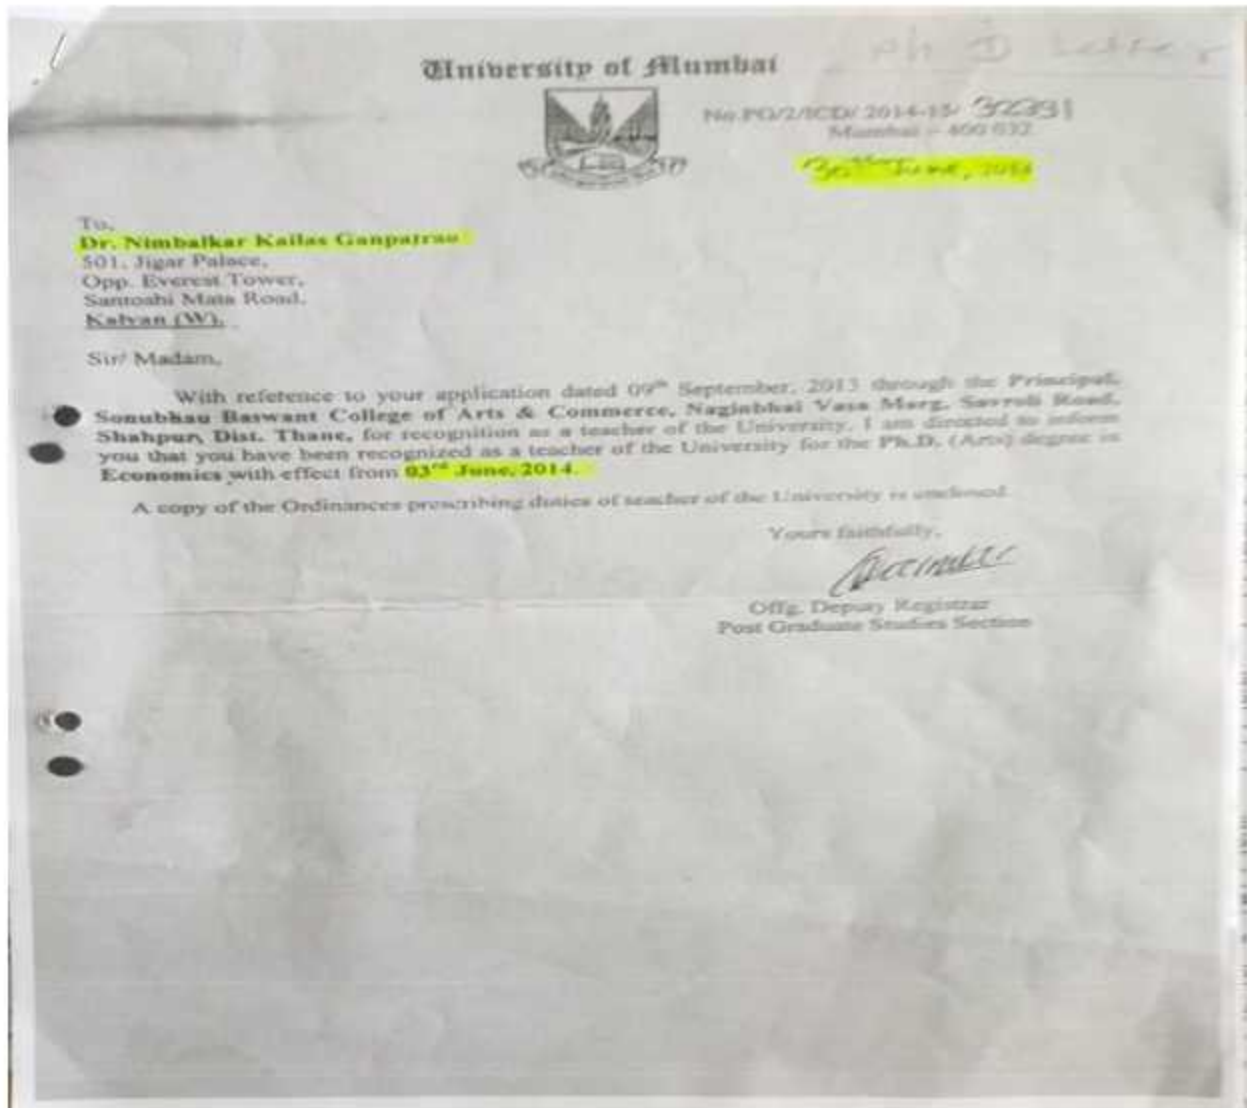 Ph D Letter
University of Mumbai
No.PG/2/ICD/ 2014-15/
Mumbai – 400 032
June, 2014
To,
Dr. Nimbalkar Kailas Ganpatrao
501, Jigar Palace,
Opp. Everest Tower,
Santoshi Mata Road,
Kalyan (W).
Sir/ Madam,
With reference to your application dated 09th September, 2013 through the Principal,
Sonubhau Baswant College of Arts & Commerce, Naginbhai Vasa Marg, Savroli Road,
Shahpur, Dist. Thane, for recognition as a teacher of the University, I am directed to inform
you that you have been recognized as a teacher of the University for the Ph.D. (Arts) degree in
Economics with effect from 03rd June, 2014.
A copy of the Ordinances prescribing duties of teacher of the University is enclosed.
Yours faithfully,
Offg. Deputy Registrar
Post Graduate Studies Section